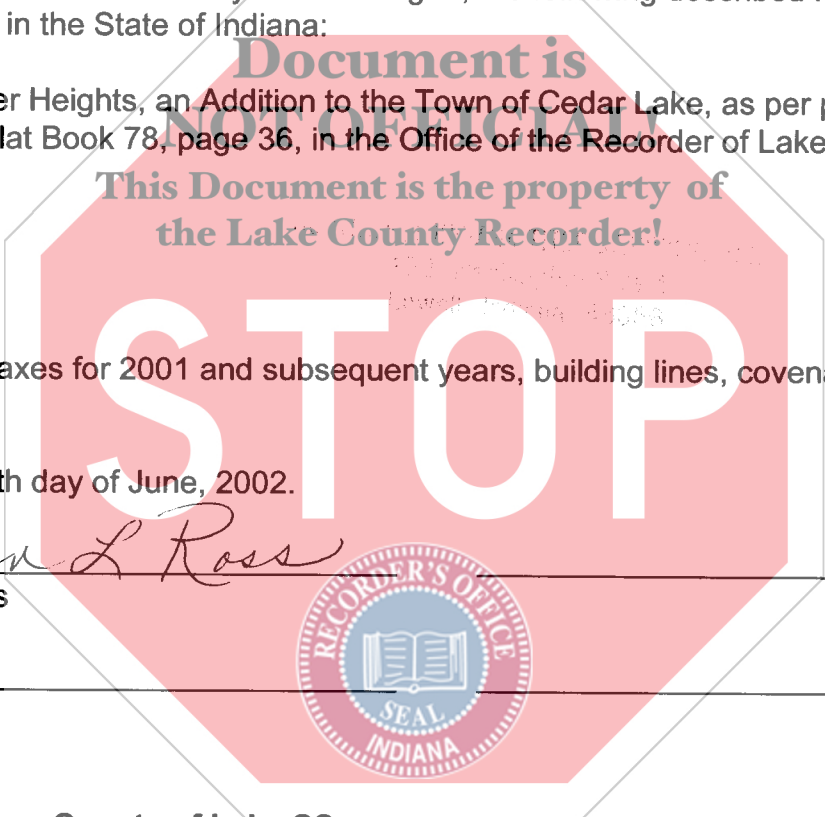 in the State of Indiana:
Document is
er Heights, an Addition to the Town of Cedar Lake, as per
NOT OFFICIAL!
lat Book 78, page 36, in the Office of the Recorder of Lake
This Document is the property of
the Lake County Recorder!
axes for 2001 and subsequent years, building lines, coven
STOP
th day of June, 2002.
L Ross
s
RECORDER'S OFFICE
SEAL
INDIANA